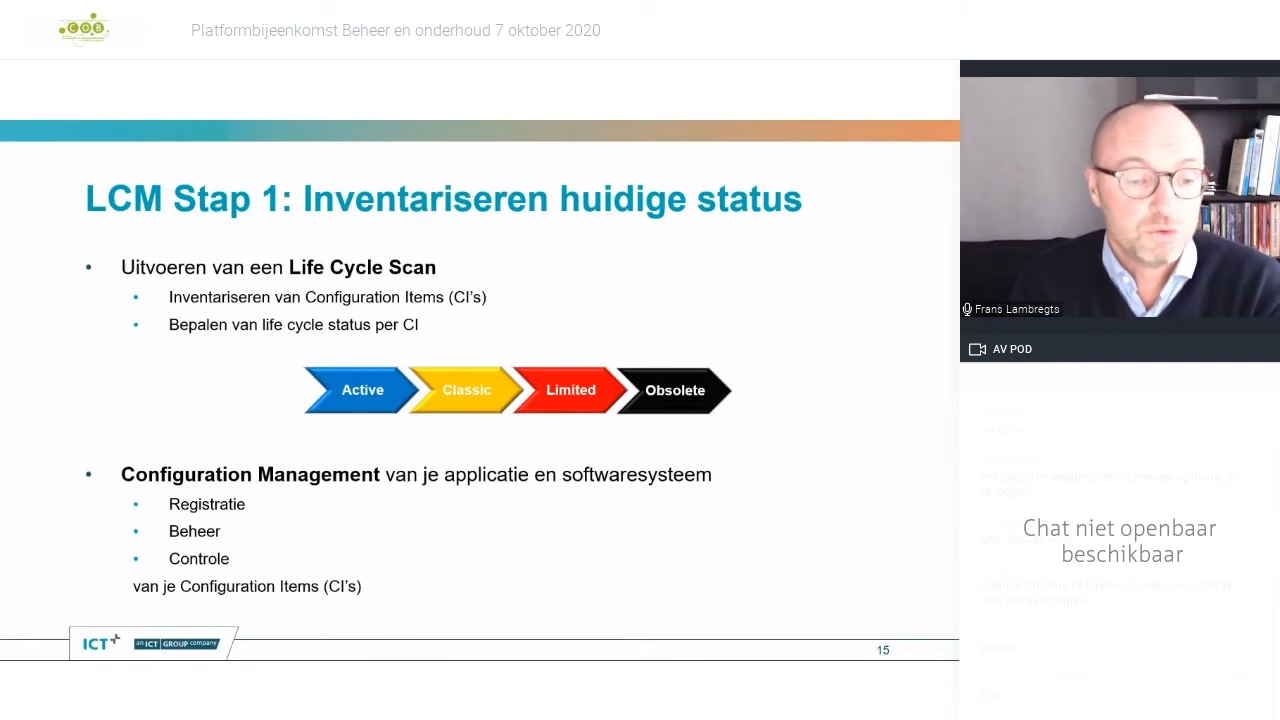 COB
Platformbijeenkomst Beheer en onderhoud 7 oktober 2020
LCM Stap 1: Inventariseren huidige status
• Uitvoeren van een Life Cycle Scan
• Inventariseren van Configuration Items (CI's)
• Bepalen van life cycle status per CI
Active Classic Limited Obsolete
• Configuration Management van je applicatie en softwaresysteem
• Registratie
• Beheer
• Controle
van je Configuration Items (CI's)
ICT
an ICT GROUP company
15
Frans Lambregts
AV POD
Chat niet openbaar
beschikbaar